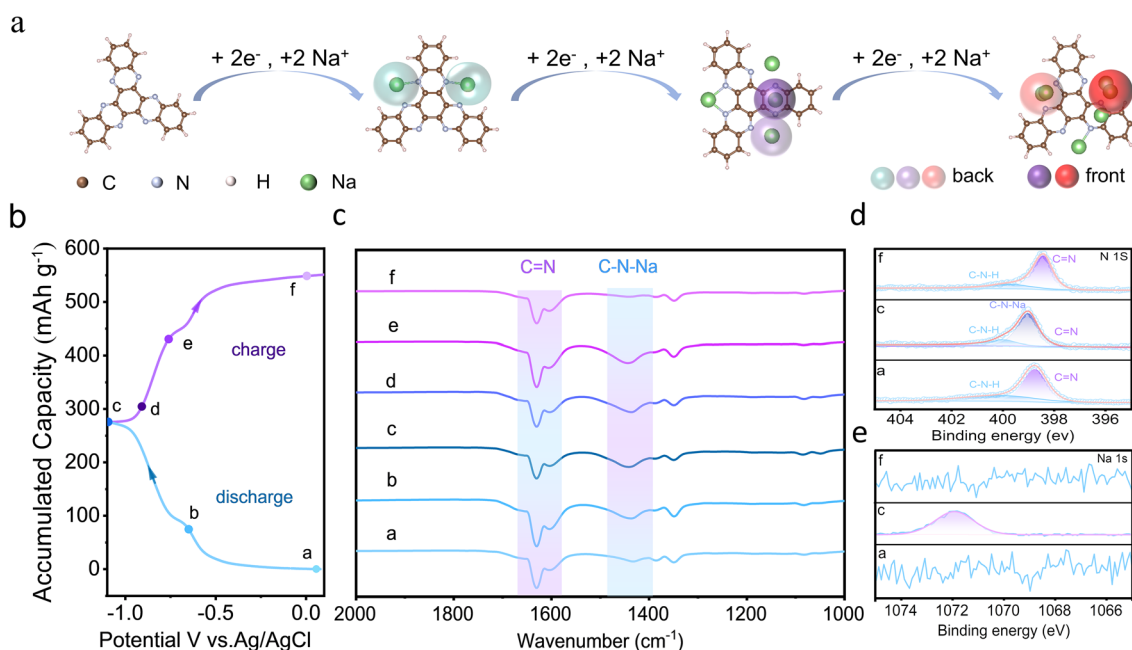 a
+ 2e⁻ , +2 Na⁺
+ 2e⁻ , +2 Na⁺
+ 2e⁻ , +2 Na⁺
C N H Na
back front
b
600
500
400
300
200
100
0
Accumulated Capacity (mAh g⁻¹)
f
e
charge
c
d
discharge
b
a
-1.0 -0.5 0.0
Potential V vs.Ag/AgCl
c
C=N C-N-Na
f
e
d
c
b
a
2000 1800 1600 1400 1200 1000
Wavenumber (cm⁻¹)
d
f
N 1S
C=N
C-N-H
c
C-N-Na
C-N-H
C=N
a
C=N
C-N-H
404 402 400 398 396
Binding energy (ev)
e
f
Na 1s
c
a
1074 1072 1070 1068 1066
Binding energy (eV)